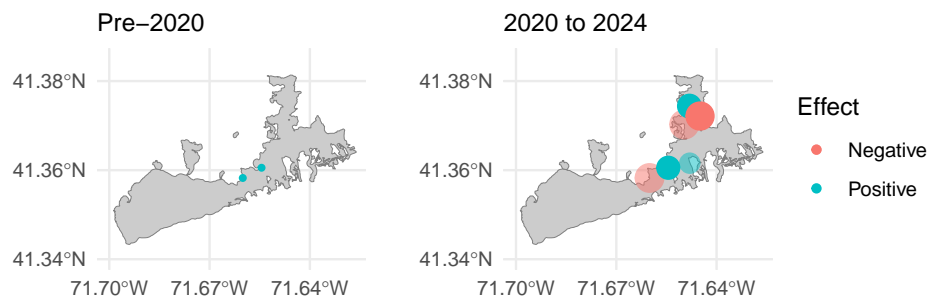 Pre−2020
2020 to 2024
41.38°N
41.36°N
41.34°N
71.70°W
71.67°W
71.64°W
41.38°N
41.36°N
41.34°N
71.70°W
71.67°W
71.64°W
Effect
Negative
Positive